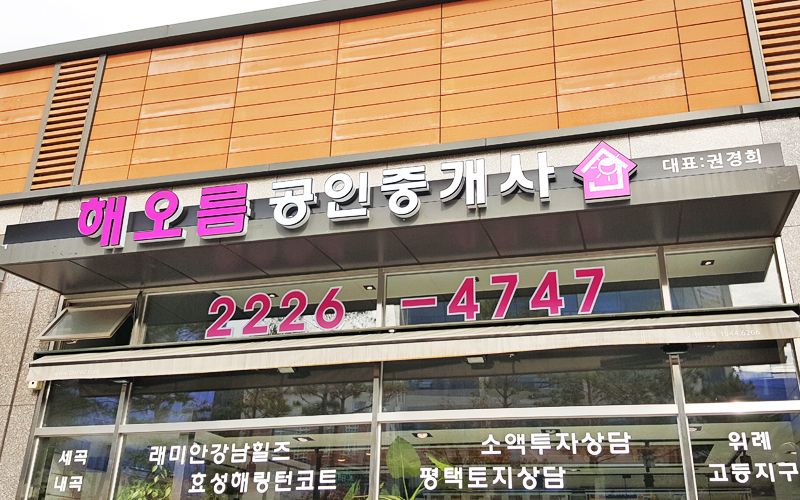 해오름 공인중개사 대표:권경희
2226-4747
세곡 래미안강남힐즈 소액투자상담 위례
내곡 효성해링턴코트 평택토지상담 고등지구